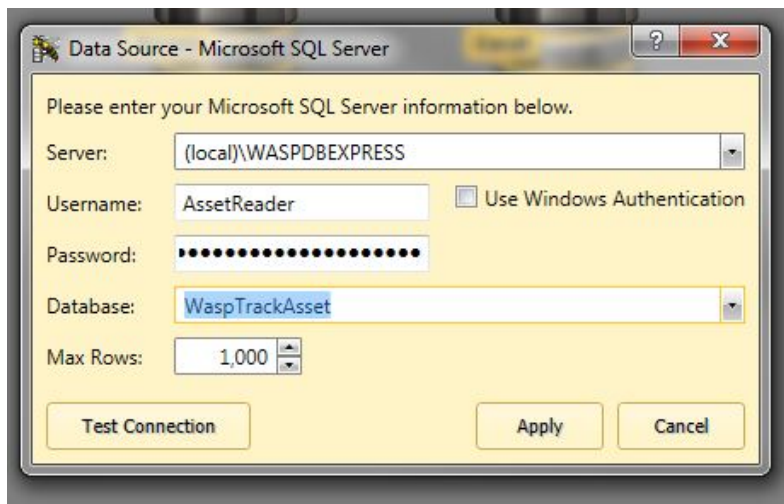 Data Source - Microsoft SQL Server
Please enter your Microsoft SQL Server information below.
Server: (local)\WASPDBEXPRESS
Username: AssetReader Use Windows Authentication
Password: ●●●●●●●●●●●●●●●●●●●●●
Database: WaspTrackAsset
Max Rows: 1,000
Test Connection Apply Cancel